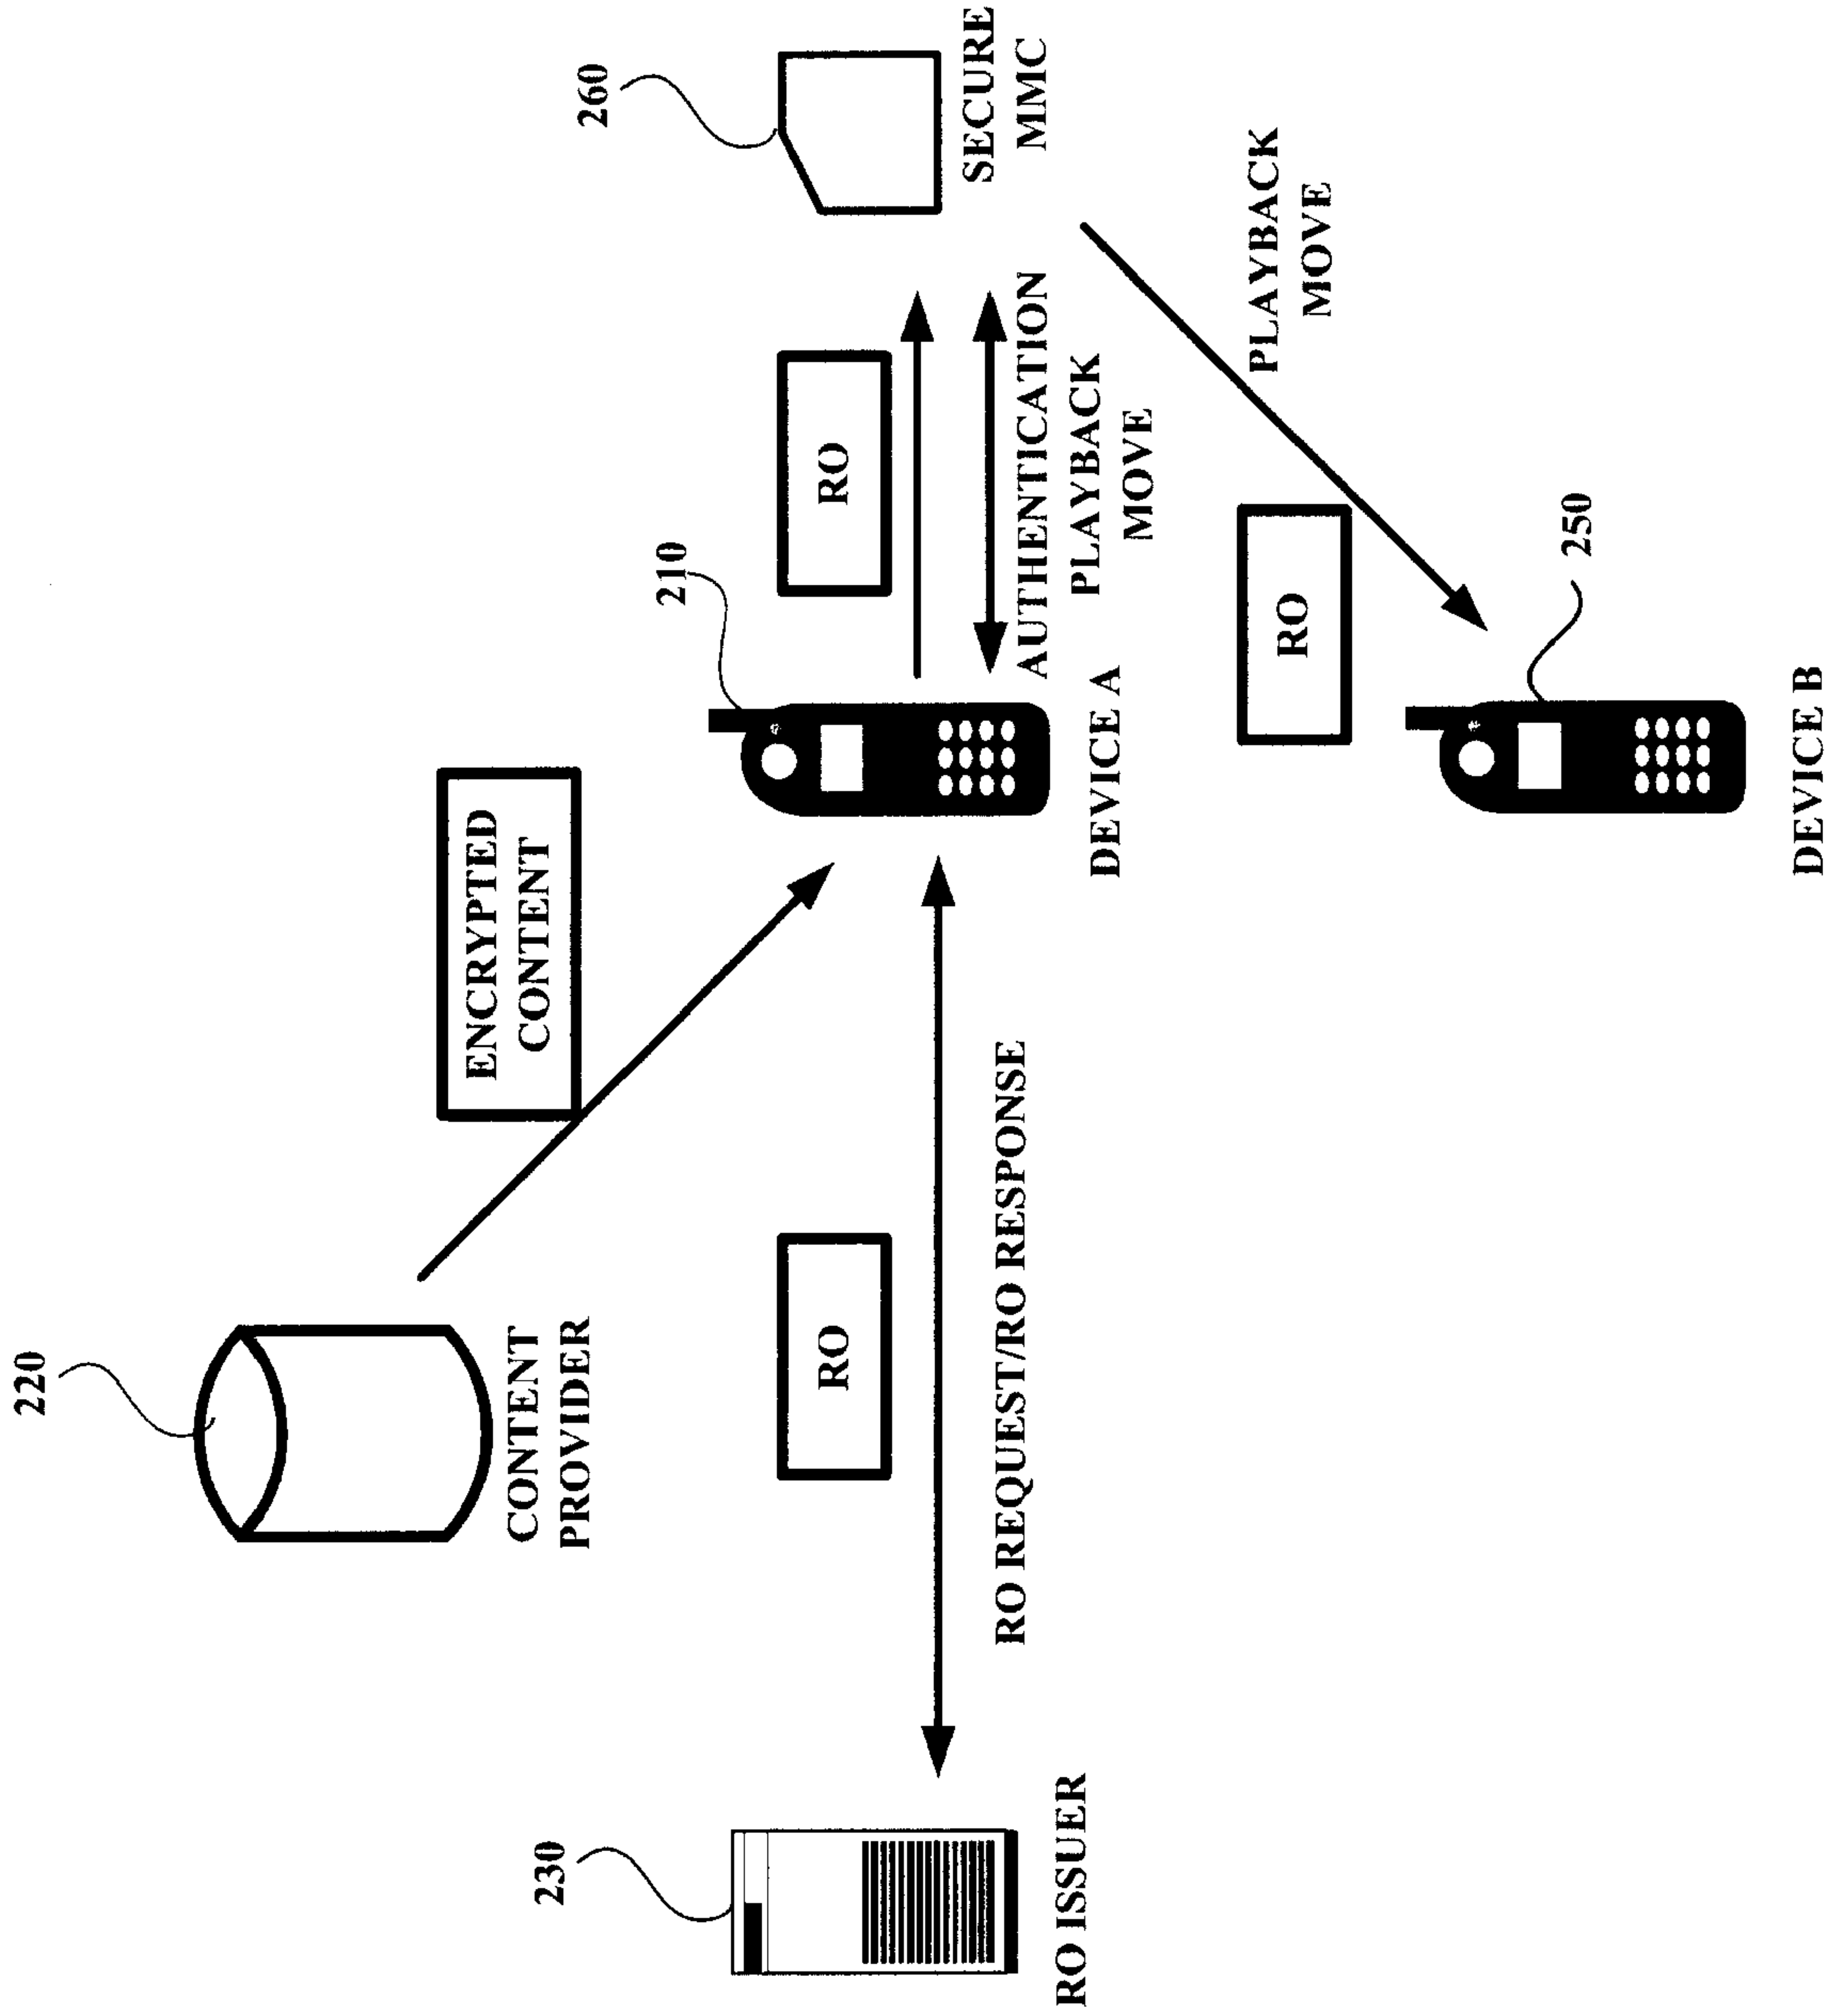 220
CONTENT
PROVIDER
ENCRYPTED
CONTENT
230
RO ISSUER
RO
RO REQUEST/RO RESPONSE
210
DEVICE A
RO
AUTHENTICATION
PLAYBACK
MOVE
260
SECURE
MMC
PLAYBACK
MOVE
RO
250
DEVICE B